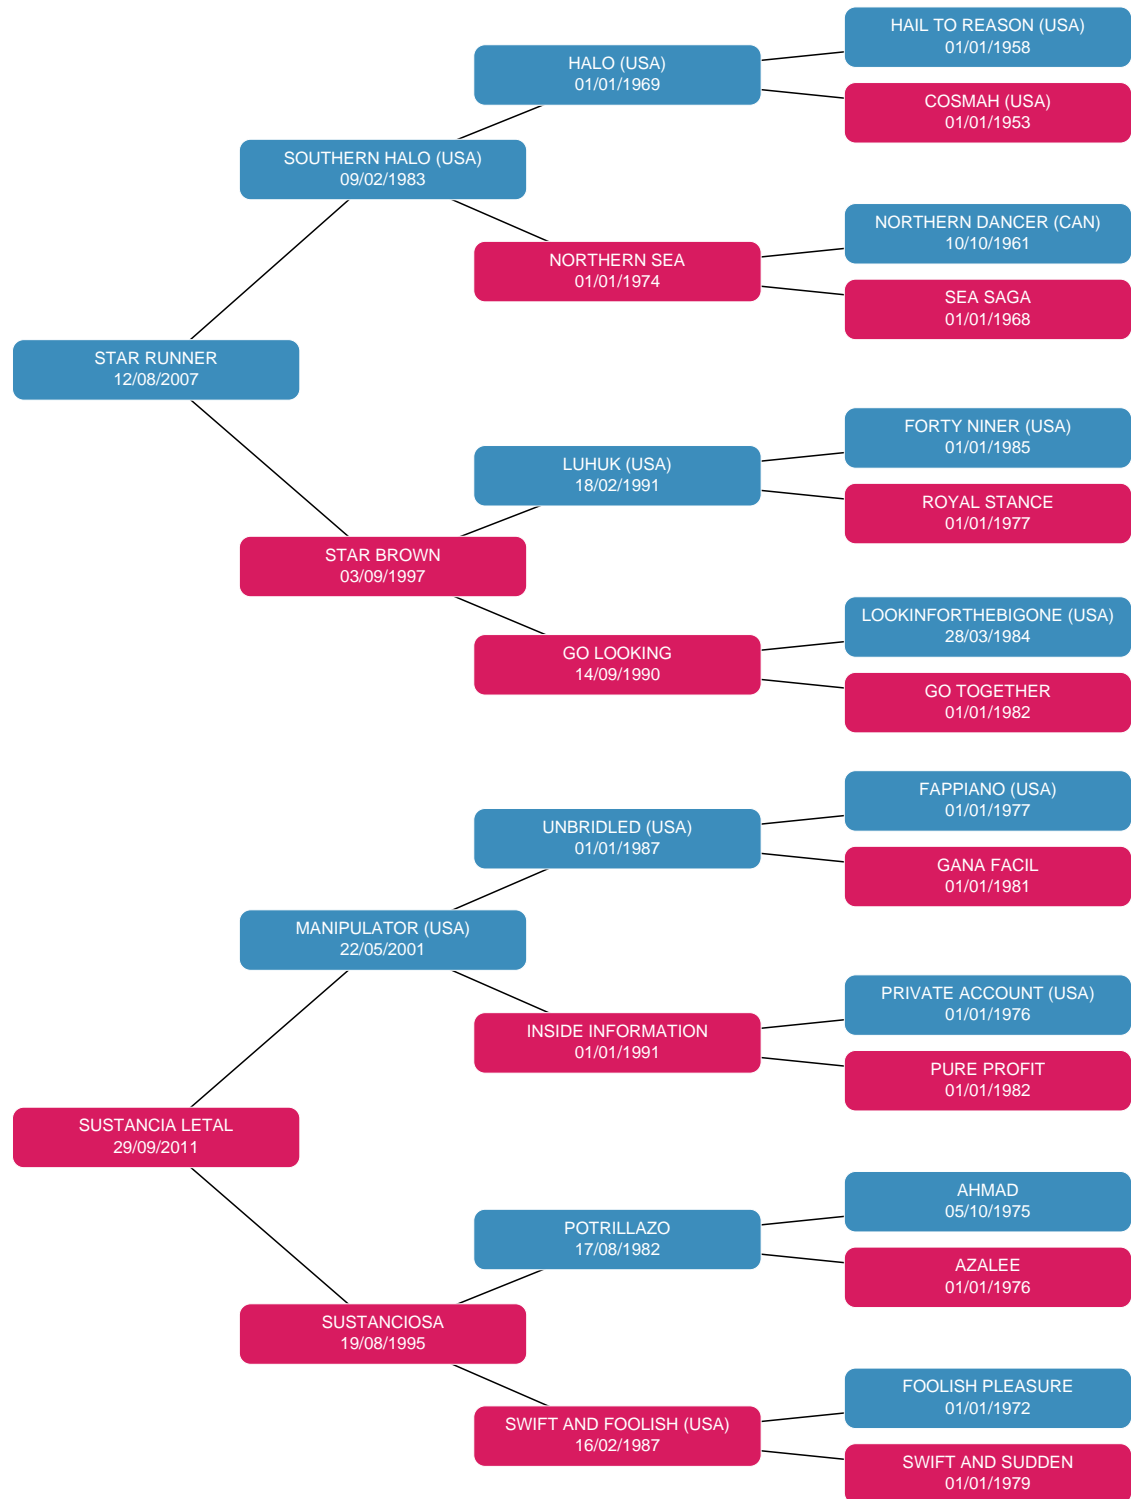 HAIL TO REASON (USA)
01/01/1958
HALO (USA)
01/01/1969
COSMAH (USA)
01/01/1953
SOUTHERN HALO (USA)
09/02/1983
NORTHERN DANCER (CAN)
10/10/1961
NORTHERN SEA
01/01/1974
SEA SAGA
01/01/1968
STAR RUNNER
12/08/2007
FORTY NINER (USA)
01/01/1985
LUHUK (USA)
18/02/1991
ROYAL STANCE
01/01/1977
STAR BROWN
03/09/1997
LOOKINFORTHEBIGONE (USA)
28/03/1984
GO LOOKING
14/09/1990
GO TOGETHER
01/01/1982
FAPPIANO (USA)
01/01/1977
UNBRIDLED (USA)
01/01/1987
GANA FACIL
01/01/1981
MANIPULATOR (USA)
22/05/2001
PRIVATE ACCOUNT (USA)
01/01/1976
INSIDE INFORMATION
01/01/1991
PURE PROFIT
01/01/1982
SUSTANCIA LETAL
29/09/2011
AHMAD
05/10/1975
POTRILLAZO
17/08/1982
AZALEE
01/01/1976
SUSTANCIOSA
19/08/1995
FOOLISH PLEASURE
01/01/1972
SWIFT AND FOOLISH (USA)
16/02/1987
SWIFT AND SUDDEN
01/01/1979